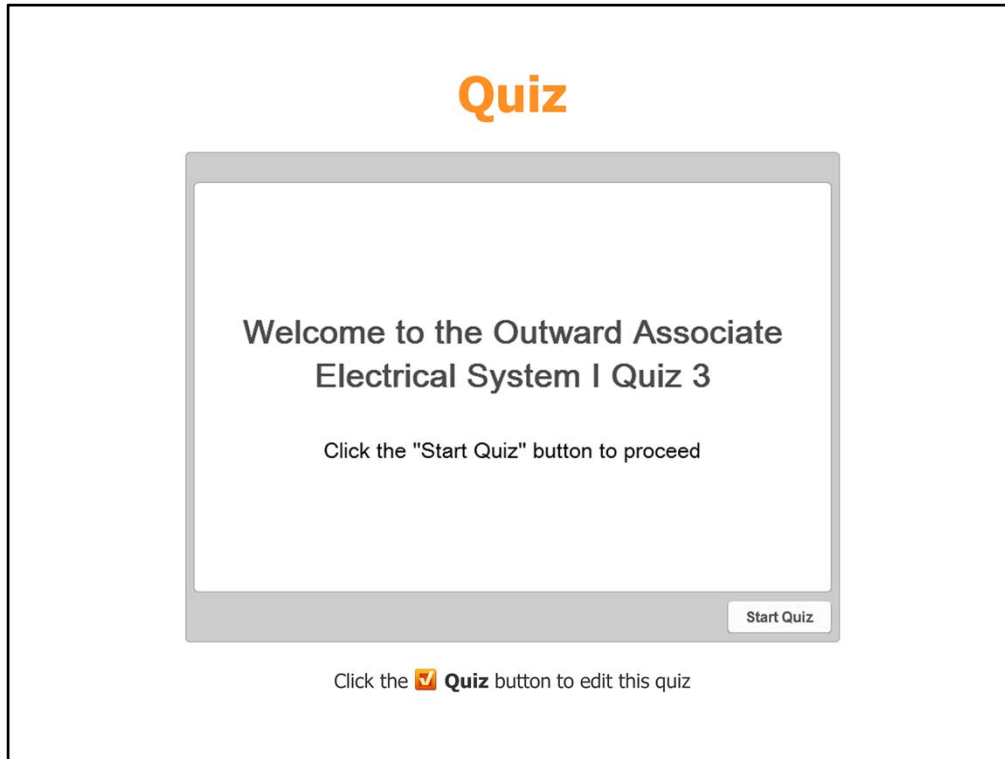 Quiz
Welcome to the Outward Associate
Electrical System I Quiz 3
Click the "Start Quiz" button to proceed
Start Quiz
Click the Quiz button to edit this quiz